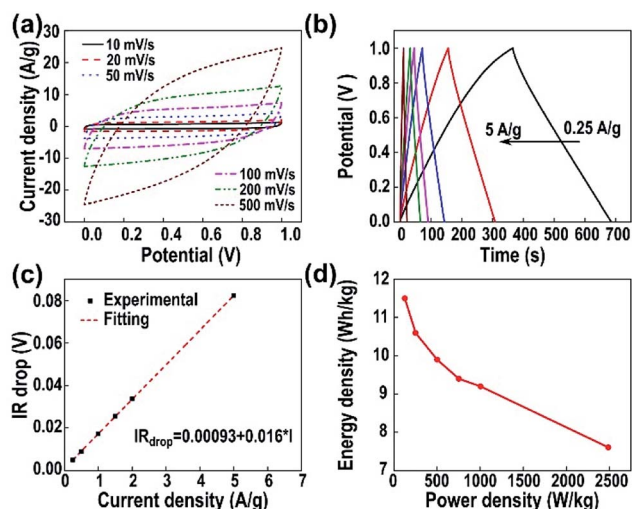 (a)
30
20
10
0
-10
-20
-30
Current density (A/g)
10 mV/s
20 mV/s
50 mV/s
100 mV/s
200 mV/s
500 mV/s
0.0 0.2 0.4 0.6 0.8 1.0
Potential (V)
(b)
1.0
0.8
0.6
0.4
0.2
0.0
Potential (V )
5 A/g 0.25 A/g
0 100 200 300 400 500 600 700
Time (s)
(c)
0.08
0.06
0.04
0.02
0.00
IR drop (V)
Experimental
Fitting
IRdrop=0.00093+0.016*I
0 1 2 3 4 5 6 7
Current density (A/g)
(d)
12
11
10
9
8
7
Energy density (Wh/kg)
0 500 1000 1500 2000 2500
Power density (W/kg)